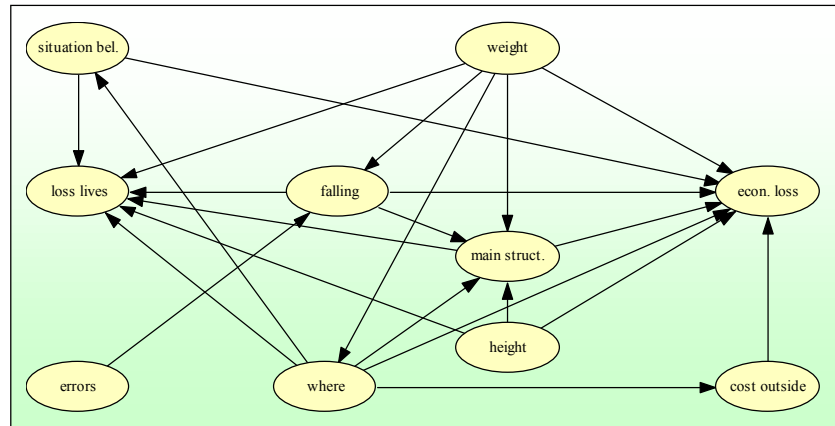 situation bel.
weight
loss lives
falling
econ. loss
main struct.
height
errors
where
cost outside